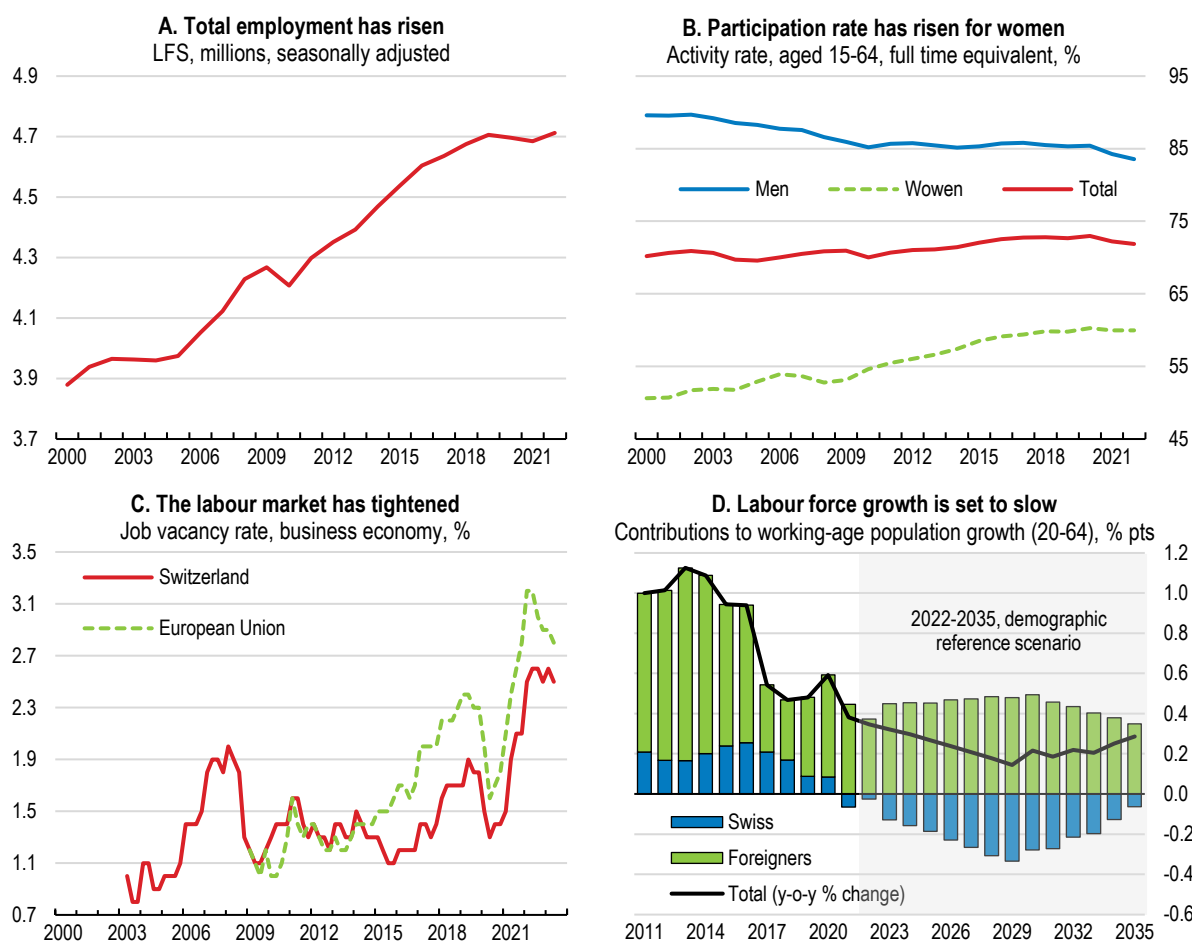 A. Total employment has risen
LFS, millions, seasonally adjusted
4.9
4.7
4.5
4.3
4.1
3.9
3.7
2000 2003 2006 2009 2012 2015 2018 2021
B. Participation rate has risen for women
Activity rate, aged 15-64, full time equivalent, %
95
85
Men Wowen Total
75
65
55
45
2000 2003 2006 2009 2012 2015 2018 2021
C. The labour market has tightened
Job vacancy rate, business economy, %
3.5
Switzerland
3.1
European Union
2.7
2.3
1.9
1.5
1.1
0.7
2000 2003 2006 2009 2012 2015 2018 2021
D. Labour force growth is set to slow
Contributions to working-age population growth (20-64), % pts
1.2
1.0
2022-2035, demographic
reference scenario
0.8
0.6
0.4
0.2
0.0
Swiss
-0.2
Foreigners
-0.4
Total (y-o-y % change)
-0.6
2011 2014 2017 2020 2023 2026 2029 2032 2035